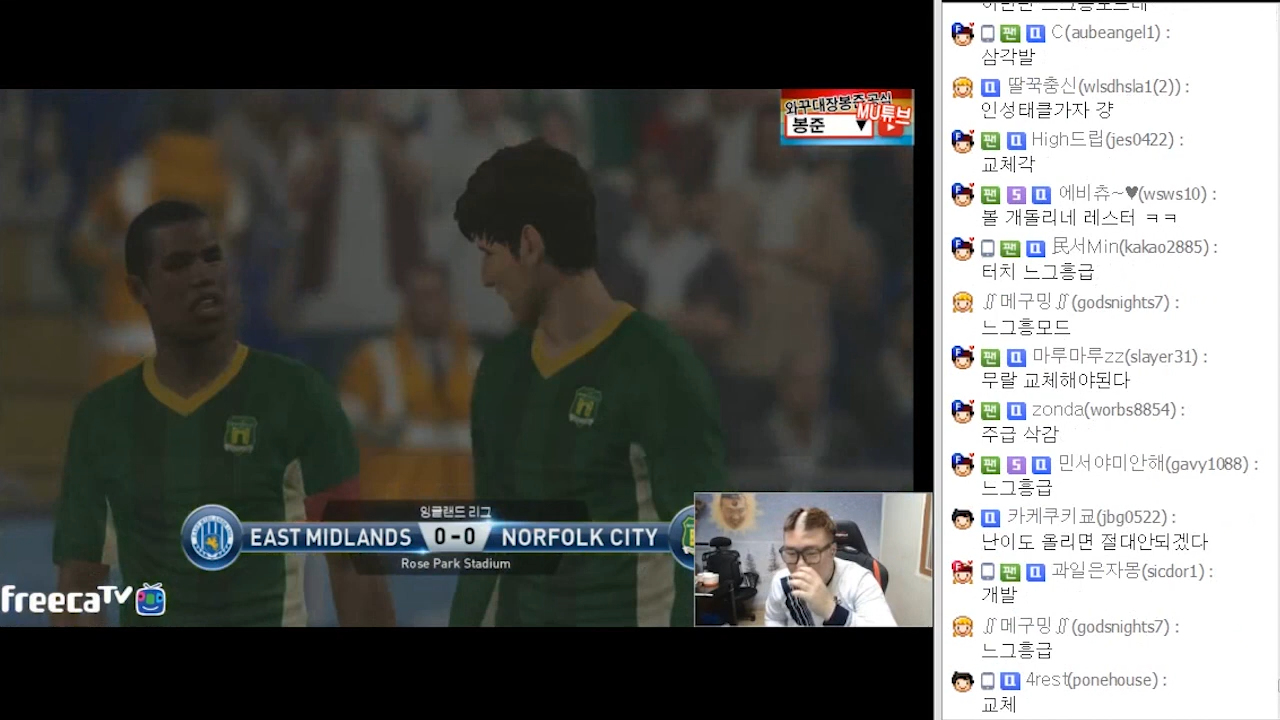 와꾸대장봉준공식
MU튜브
봉준
잉글랜드 리그
EAST MIDLANDS 0-0 NORFOLK CITY
Rose Park Stadium
freecaTV
C(aubeangel1) :
삼각발
딸꾹충신(wlsdhsla1(2)) :
인성태클가자 걍
High드립(jes0422) :
교체각
에비츄~♥(wsws10) :
볼 개돌리네 레스터 ㅋㅋ
民서Min(kakao2885) :
터치 느그흥급
∬메구밍∬(godsnights7) :
느그흥모드
마루마루zz(slayer31) :
무랄 교체해야된다
zonda(worbs8854) :
주급 삭감
민서야미안해(gavy1088) :
느그흥급
카케쿠키쿄(jbg0522) :
난이도 올리면 절대안되겠다
과일은자몽(sicdor1) :
개발
∬메구밍∬(godsnights7) :
느그흥급
4rest(ponehouse) :
교체